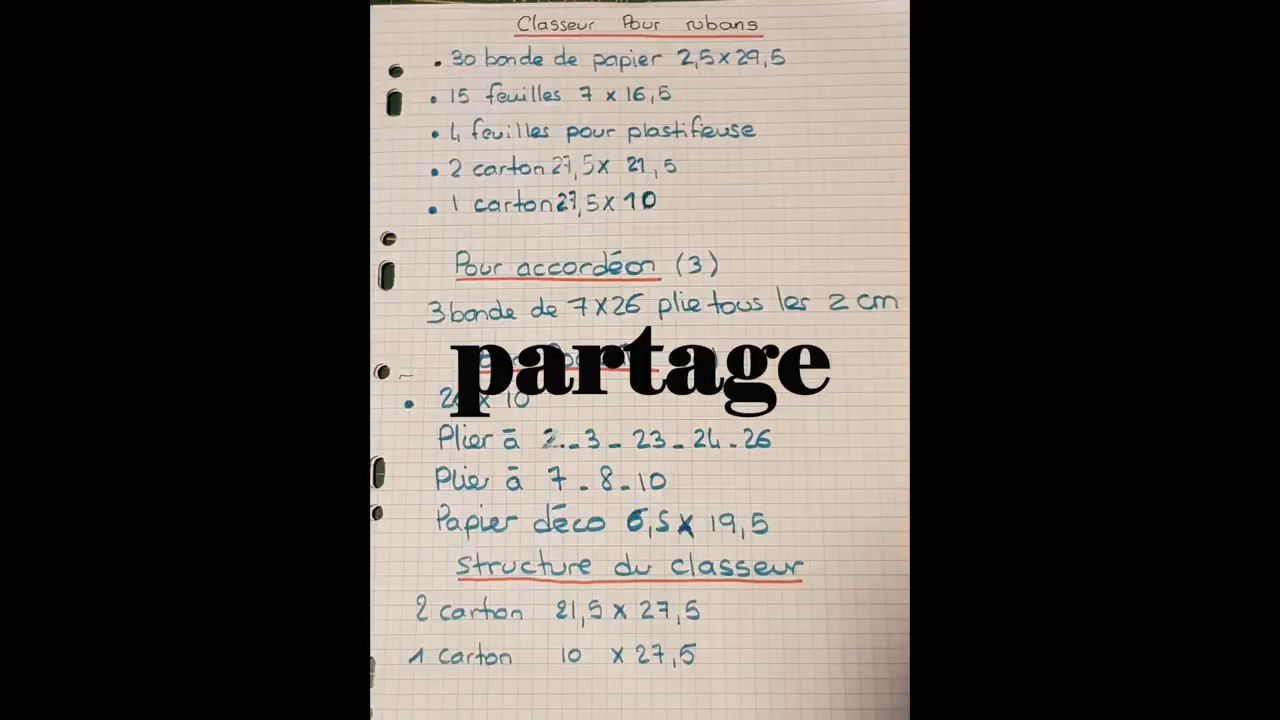 Classeur Pour rubans
• 30 bande de papier 2,5 x 29,5
• 15 feuilles 7 x 16,5
• 4 feuilles pour plastifieuse
• 2 carton 27,5 x 21,5
• 1 carton 27,5 x 10
Pour accordéon (3)
3 bande de 7 x 26 plie tous les 2 cm
partage
Plier à 2 - 3 - 23 - 24 - 26
Plier à 7 - 8 - 10
Papier déco 6,5 x 19,5
Structure du classeur
2 carton 21,5 x 27,5
1 carton 10 x 27,5